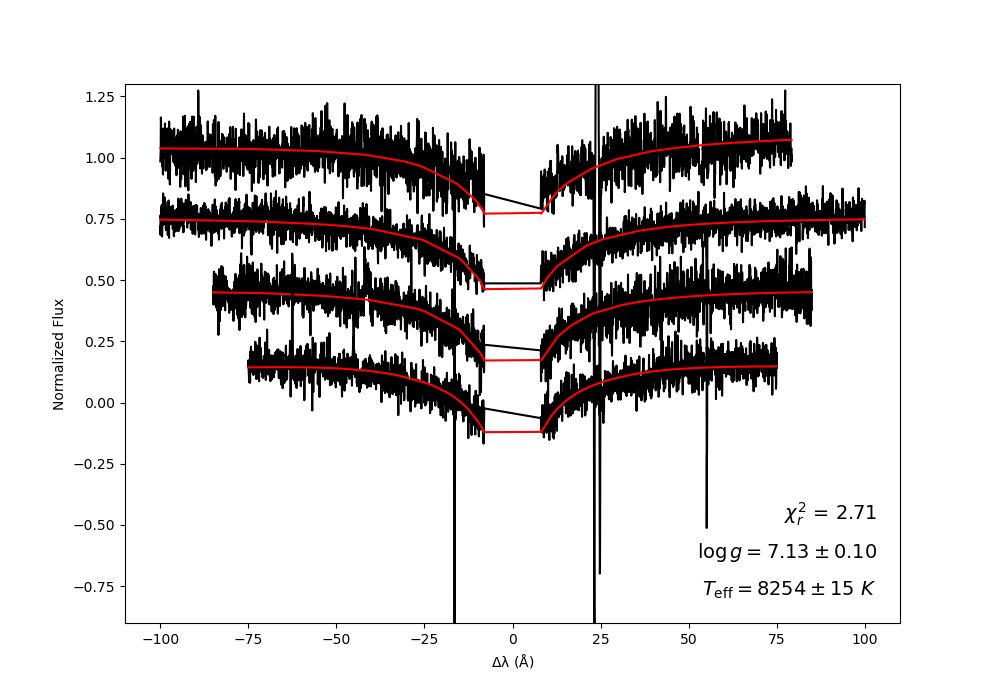 1.25
1.00
0.75
0.50
0.25
0.00
−0.25
−0.50
−0.75
Normalized Flux
χ²ᵣ = 2.71
log g = 7.13 ± 0.10
T_eff = 8254 ± 15 K
−100 −75 −50 −25 0 25 50 75 100
Δλ (Å)